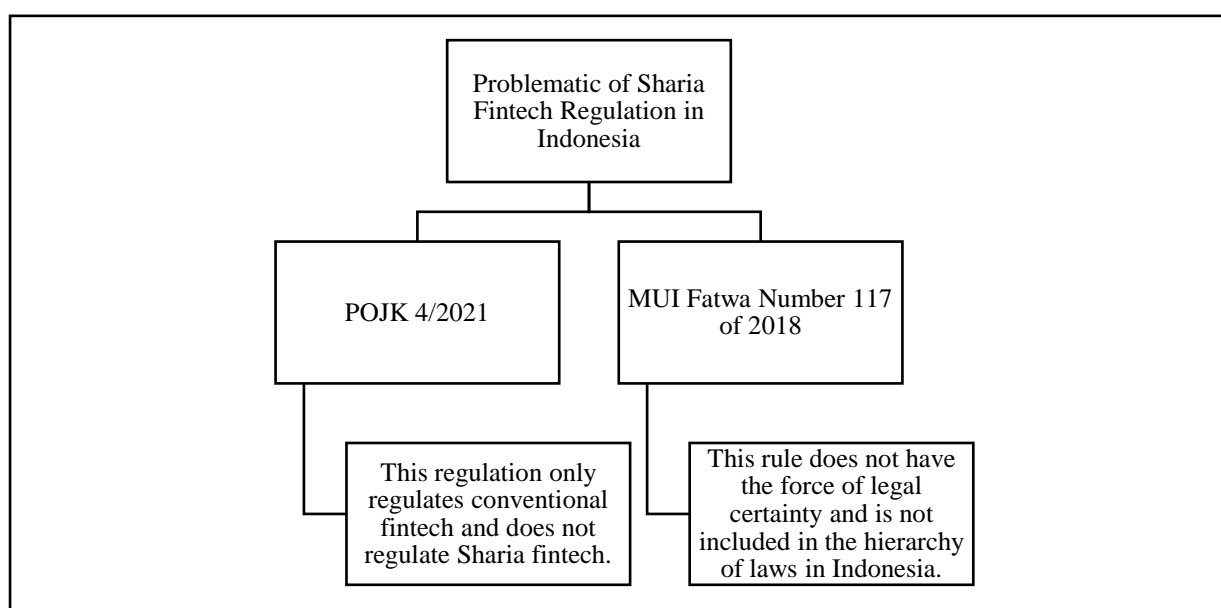 Problematic of Sharia
Fintech Regulation in
Indonesia
POJK 4/2021
MUI Fatwa Number 117
of 2018
This regulation only
regulates conventional
fintech and does not
regulate Sharia fintech.
This rule does not have
the force of legal
certainty and is not
included in the hierarchy
of laws in Indonesia.